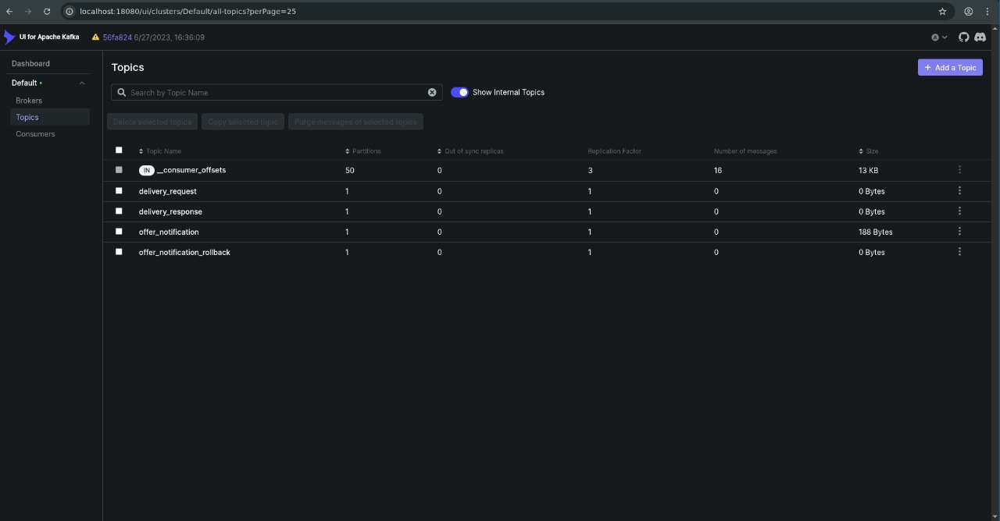 localhost:18080/ui/clusters/Default/all-topics?perPage=25
UI for Apache Kafka 56fa824 6/27/2023, 16:36:09
Dashboard
Default
Brokers
Topics
Consumers
Topics
+ Add a Topic
Search by Topic Name
Show Internal Topics
Delete selected topics Copy selected topic Purge messages of selected topics
Topic Name Partitions Out of sync replicas Replication Factor Number of messages Size
IN __consumer_offsets 50 0 3 16 13 KB
delivery_request 1 0 1 0 0 Bytes
delivery_response 1 0 1 0 0 Bytes
offer_notification 1 0 1 0 188 Bytes
offer_notification_rollback 1 0 1 0 0 Bytes